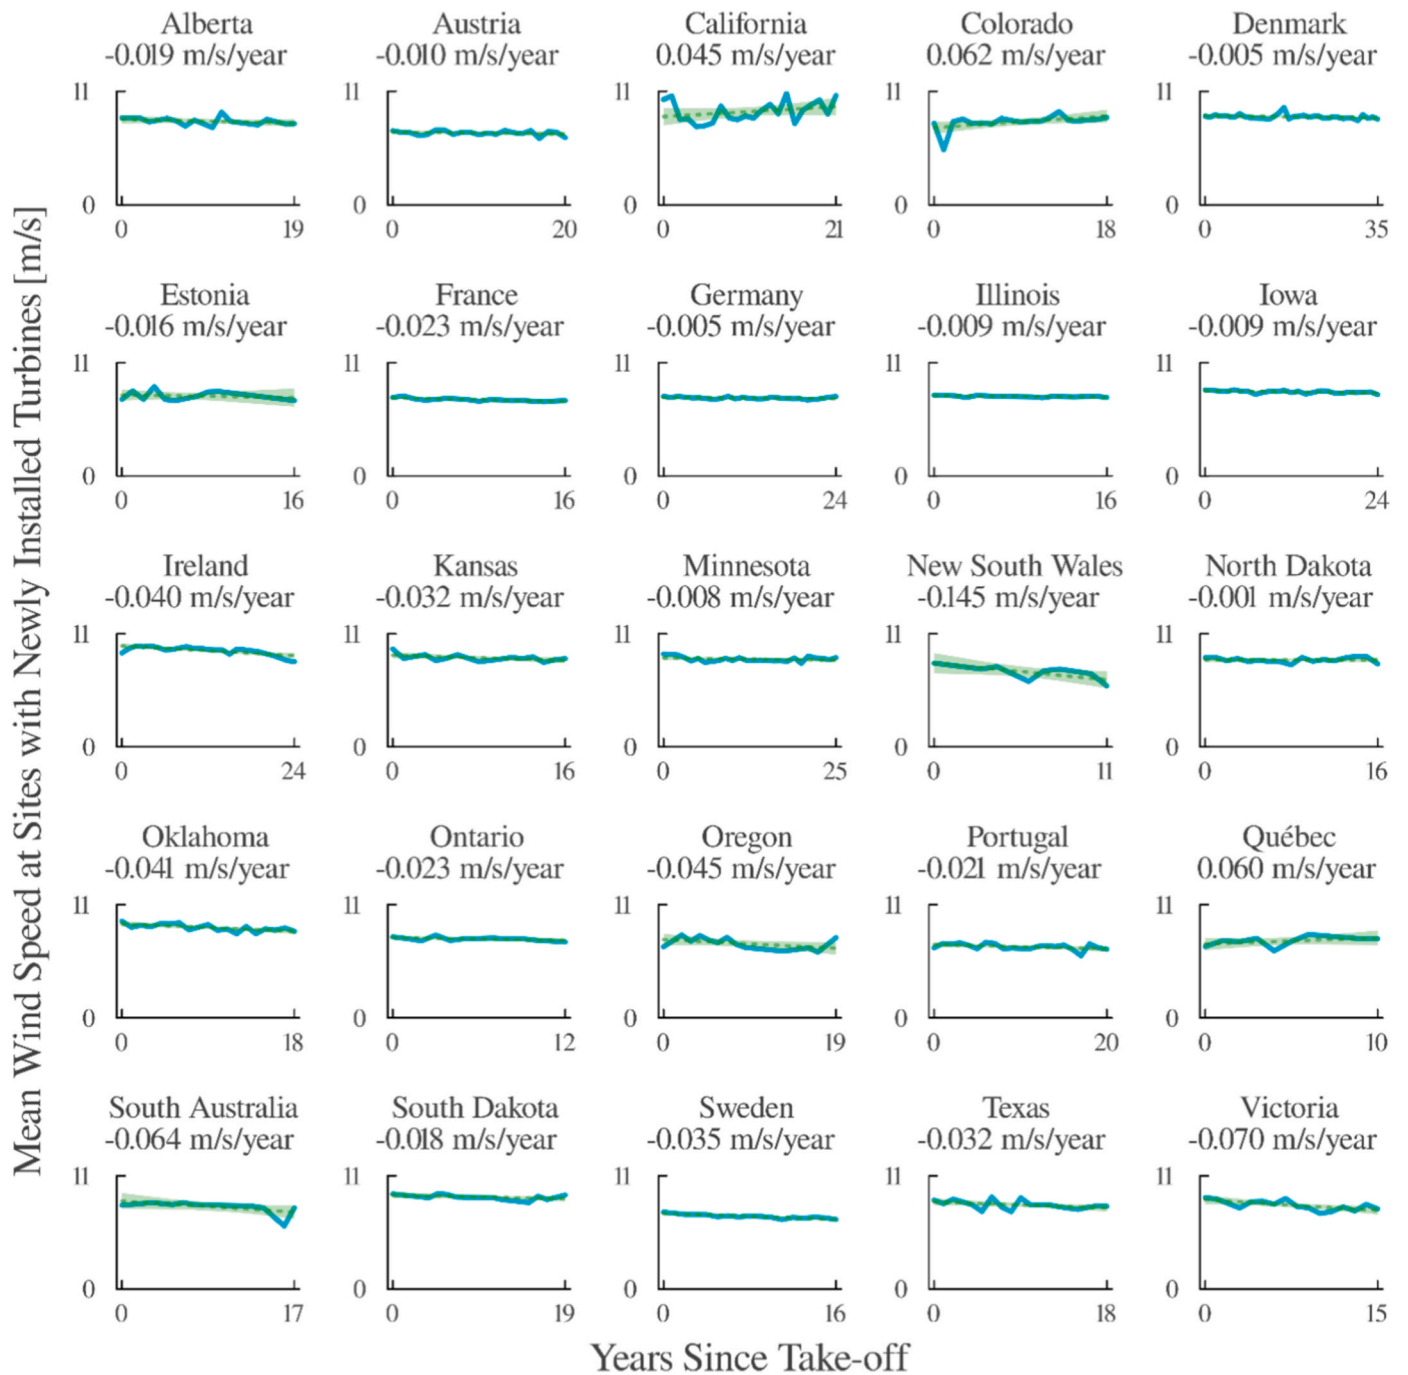 Mean Wind Speed at Sites with Newly Installed Turbines [m/s]
Alberta
-0.019 m/s/year
11
0
0 19
Austria
-0.010 m/s/year
0
0 20
California
0.045 m/s/year
11
0
0 21
Colorado
0.062 m/s/year
11
0
0 18
Denmark
-0.005 m/s/year
11
0
0 35
Estonia
-0.016 m/s/year
11
0
0 16
France
-0.023 m/s/year
11
0
0 16
Germany
-0.005 m/s/year
11
0
0 24
Illinois
-0.009 m/s/year
11
0
0 16
Iowa
-0.009 m/s/year
11
0
0 24
Ireland
-0.040 m/s/year
11
0
0 24
Kansas
-0.032 m/s/year
11
0
0 16
Minnesota
-0.008 m/s/year
11
0
0 25
New South Wales
-0.145 m/s/year
11
0
0 11
North Dakota
-0.001 m/s/year
11
0
0 16
Oklahoma
-0.041 m/s/year
11
0
0 18
Ontario
-0.023 m/s/year
11
0
0 12
Oregon
-0.045 m/s/year
11
0
0 19
Portugal
-0.021 m/s/year
11
0
0 20
Québec
0.060 m/s/year
11
0
0 10
South Australia
-0.064 m/s/year
11
0
0 17
South Dakota
-0.018 m/s/year
11
0
0 19
Sweden
-0.035 m/s/year
11
0
0 16
Texas
-0.032 m/s/year
11
0
0 18
Victoria
-0.070 m/s/year
11
0
0 15
Years Since Take-off